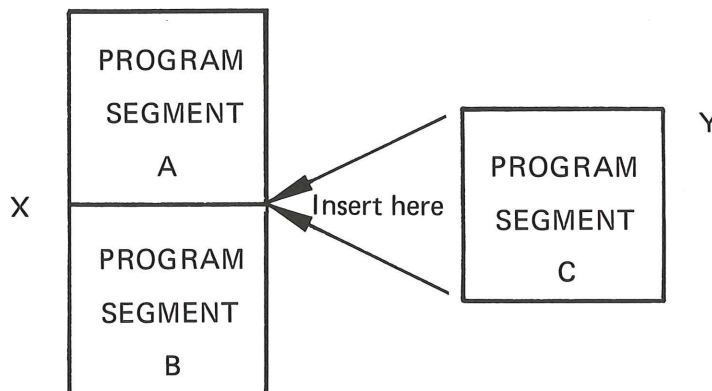 PROGRAM
SEGMENT
A
X
PROGRAM
SEGMENT
B
Insert here
Y
PROGRAM
SEGMENT
C